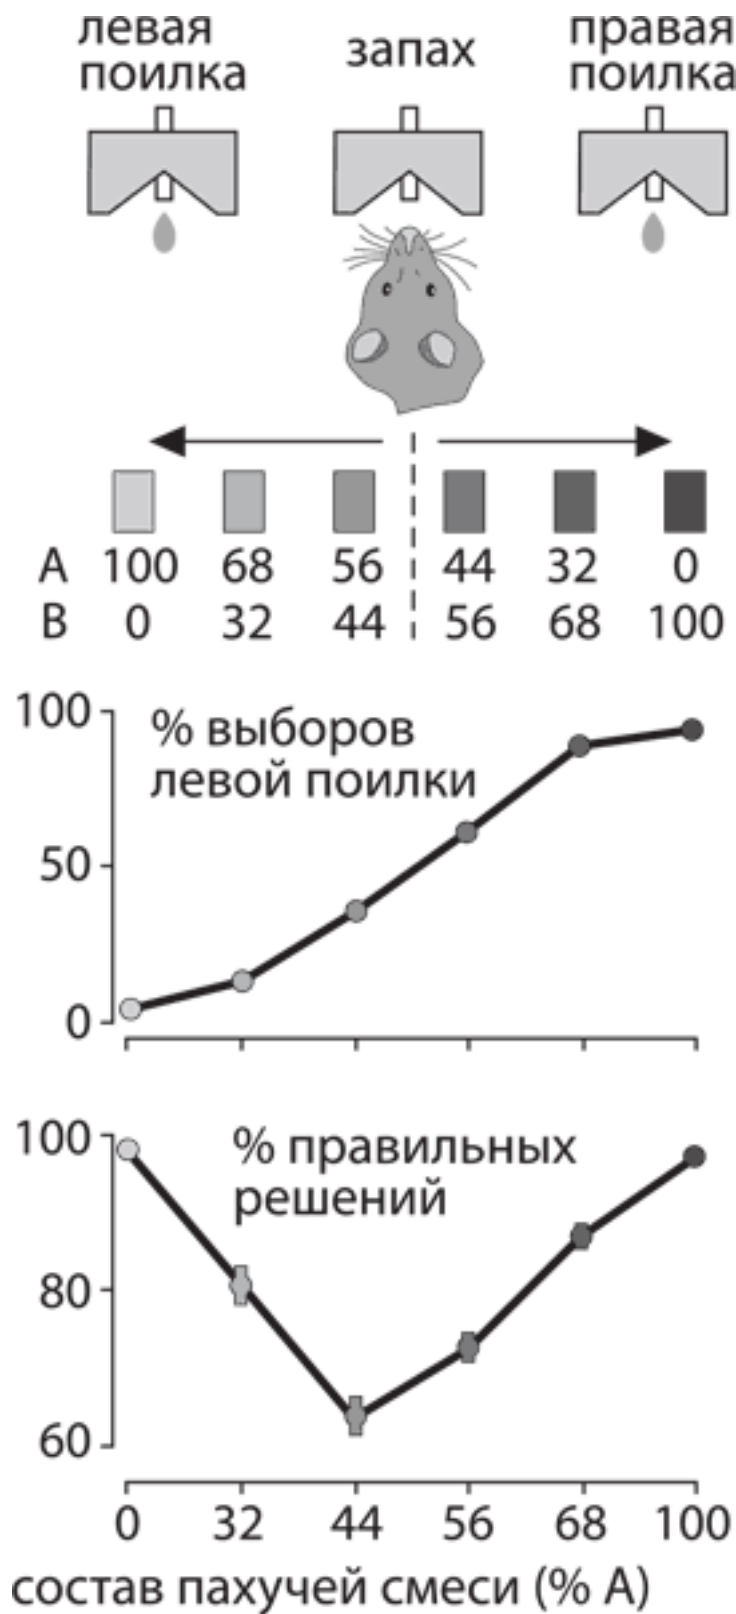 левая
поилка
запах
правая
поилка
А 100 68 56 44 32 0
В 0 32 44 56 68 100
100
% выборов
левой поилки
50
0
100
% правильных
решений
80
60
0 32 44 56 68 100
состав пахучей смеси (% А)